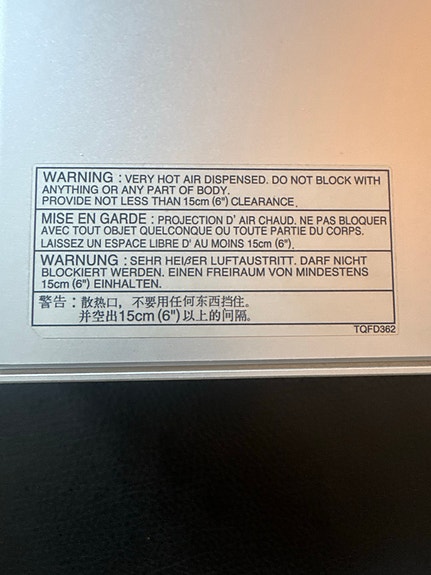 WARNING : VERY HOT AIR DISPENSED. DO NOT BLOCK WITH
ANYTHING OR ANY PART OF BODY.
PROVIDE NOT LESS THAN 15cm (6") CLEARANCE.
MISE EN GARDE : PROJECTION D' AIR CHAUD. NE PAS BLOQUER
AVEC TOUT OBJET QUELCONQUE OU TOUTE PARTIE DU CORPS.
LAISSEZ UN ESPACE LIBRE D' AU MOINS 15cm (6").
WARNUNG : SEHR HEIßER LUFTAUSTRITT. DARF NICHT
BLOCKIERT WERDEN. EINEN FREIRAUM VON MINDESTENS
15cm (6") EINHALTEN.
警告 : 散热口，不要用任何东西挡住。
并空出15cm (6")以上的间隔。
TQFD362